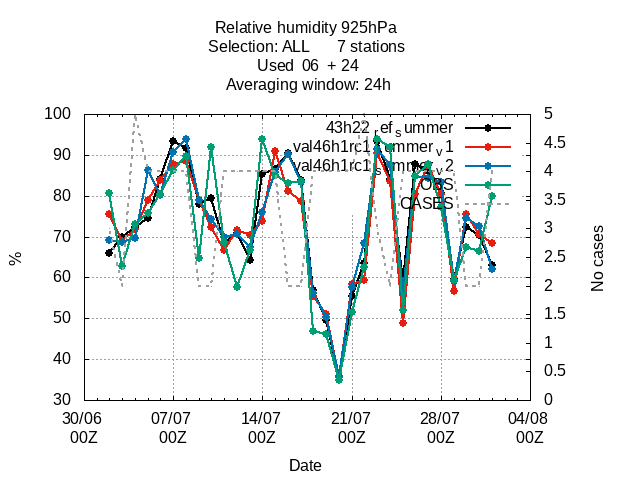 Relative humidity 925hPa
Selection: ALL 7 stations
Used 06 + 24
Averaging window: 24h
100
90
80
70
60
50
40
30
%
5
4.5
4
3.5
3
2.5
2
1.5
1
0.5
0
No cases
43h22_ref_summer
val46h1rc1_summer_v1
val46h1rc1_summer_v2
OBS
CASES
30/06 07/07 14/07 21/07 28/07 04/08
00Z 00Z 00Z 00Z 00Z 00Z
Date